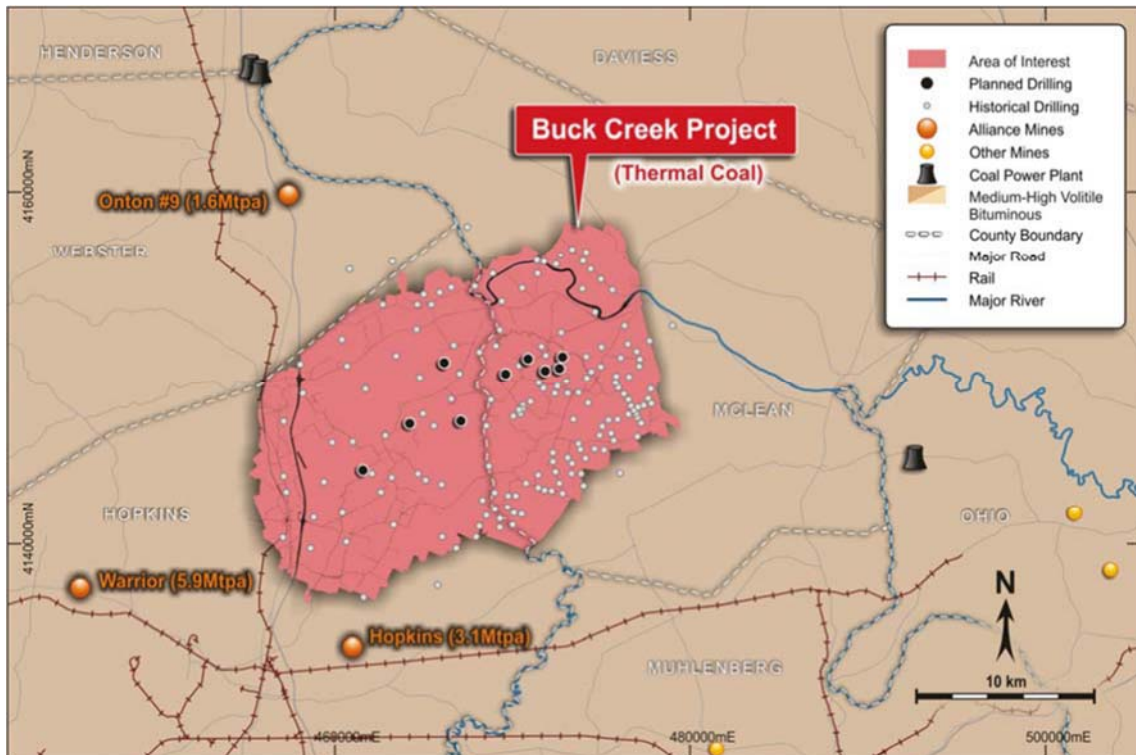 HENDERSON
DAVIESS
Buck Creek Project
(Thermal Coal)
4160000mN
Onton #9 (1.6Mtpa)
WEBSTER
MCLEAN
HOPKINS
OHIO
4140000mN
Warrior (5.9Mtpa)
Hopkins (3.1Mtpa)
MUHLENBERG
460000mE
480000mE
500000mE
Area of Interest
Planned Drilling
Historical Drilling
Alliance Mines
Other Mines
Coal Power Plant
Medium-High Volitile
Bituminous
County Boundary
Major Road
Rail
Major River
N
10 km